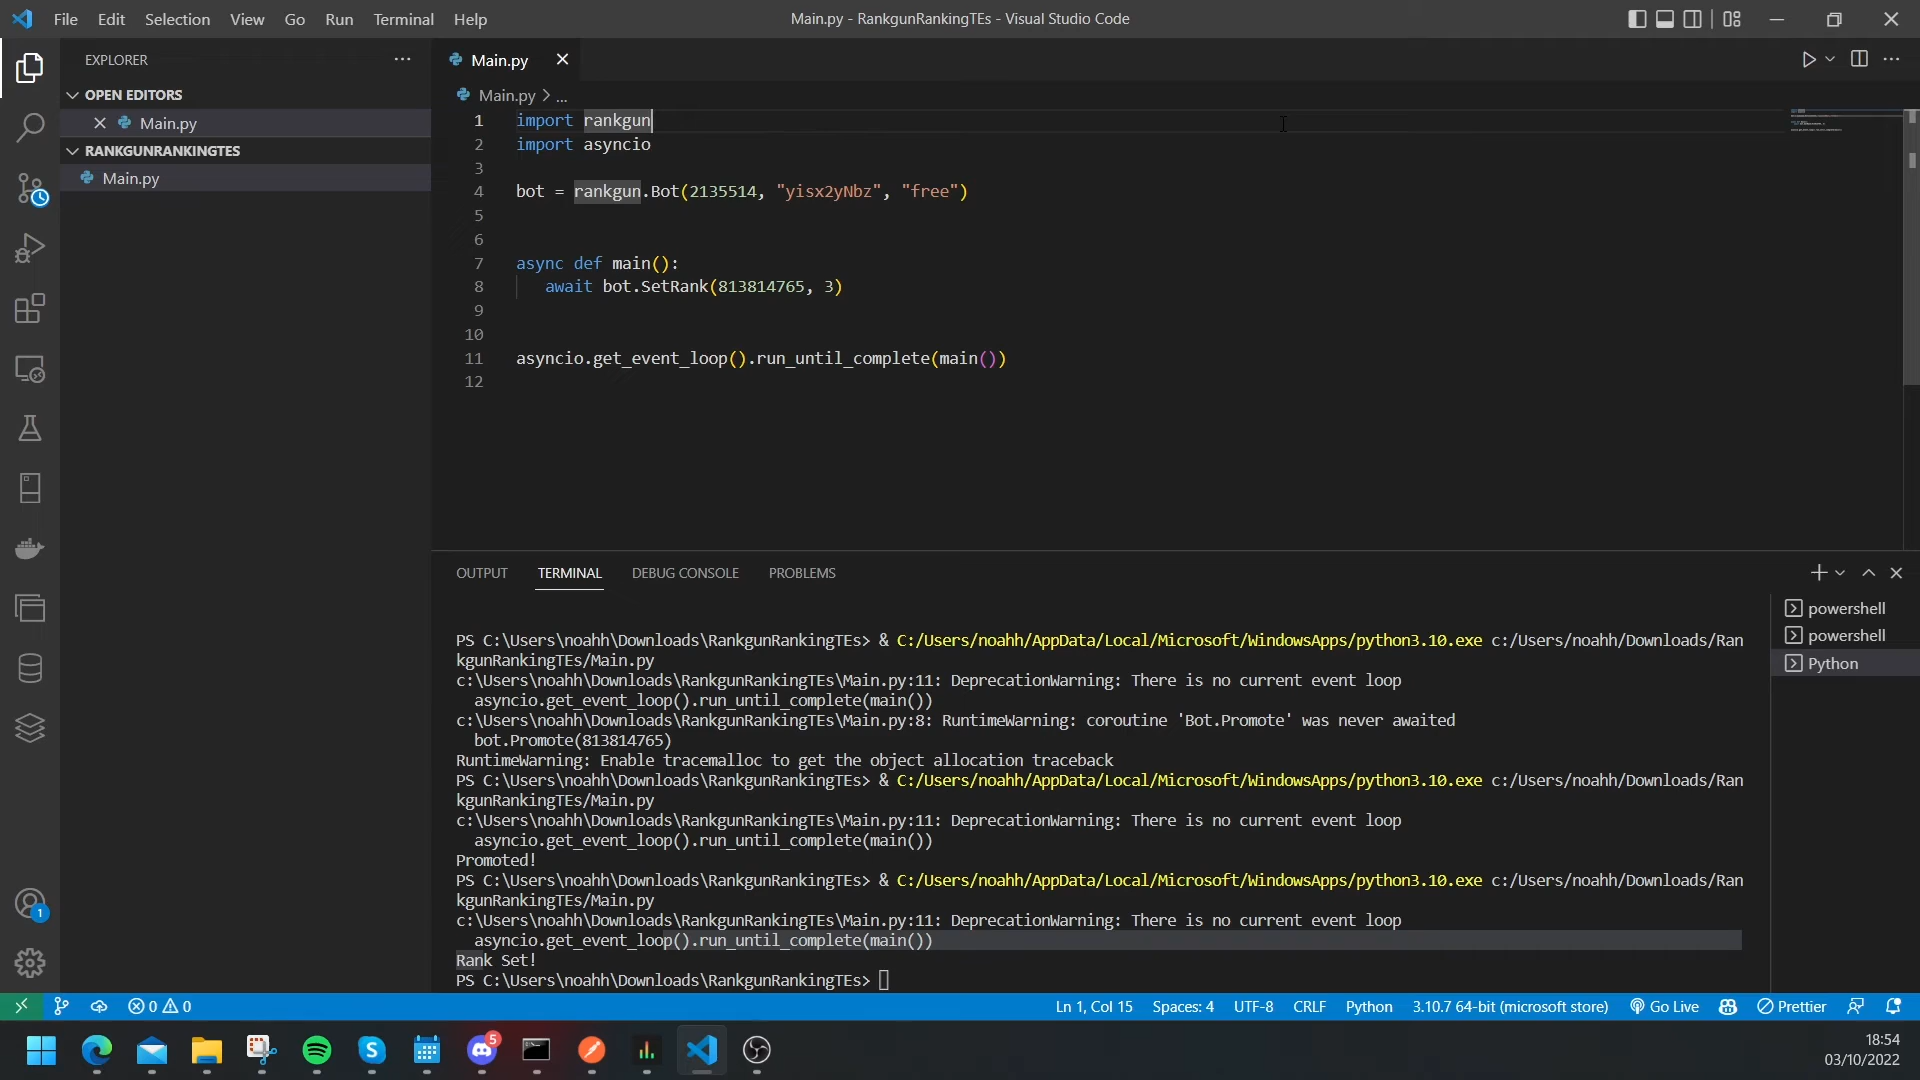 File Edit Selection View Go Run Terminal Help
Main.py - RankgunRankingTEs - Visual Studio Code
EXPLORER
OPEN EDITORS
Main.py
RANKGUNRANKINGTES
Main.py
Main.py
Main.py > ...
1 import rankgun
2 import asyncio
3
4 bot = rankgun.Bot(2135514, "yisx2yNbz", "free")
5
6
7 async def main():
8 await bot.SetRank(813814765, 3)
9
10
11 asyncio.get_event_loop().run_until_complete(main())
12
OUTPUT TERMINAL DEBUG CONSOLE PROBLEMS
powershell
powershell
Python
PS C:\Users\noahh\Downloads\RankgunRankingTEs> & C:/Users/noahh/AppData/Local/Microsoft/WindowsApps/python3.10.exe c:/Users/noahh/Downloads/Ran
kgunRankingTEs/Main.py
c:\Users\noahh\Downloads\RankgunRankingTEs\Main.py:11: DeprecationWarning: There is no current event loop
asyncio.get_event_loop().run_until_complete(main())
c:\Users\noahh\Downloads\RankgunRankingTEs\Main.py:8: RuntimeWarning: coroutine 'Bot.Promote' was never awaited
bot.Promote(813814765)
RuntimeWarning: Enable tracemalloc to get the object allocation traceback
PS C:\Users\noahh\Downloads\RankgunRankingTEs> & C:/Users/noahh/AppData/Local/Microsoft/WindowsApps/python3.10.exe c:/Users/noahh/Downloads/Ran
kgunRankingTEs/Main.py
c:\Users\noahh\Downloads\RankgunRankingTEs\Main.py:11: DeprecationWarning: There is no current event loop
asyncio.get_event_loop().run_until_complete(main())
Promoted!
PS C:\Users\noahh\Downloads\RankgunRankingTEs> & C:/Users/noahh/AppData/Local/Microsoft/WindowsApps/python3.10.exe c:/Users/noahh/Downloads/Ran
kgunRankingTEs/Main.py
c:\Users\noahh\Downloads\RankgunRankingTEs\Main.py:11: DeprecationWarning: There is no current event loop
asyncio.get_event_loop().run_until_complete(main())
Rank Set!
PS C:\Users\noahh\Downloads\RankgunRankingTEs>
1
0 0
Ln 1, Col 15 Spaces: 4 UTF-8 CRLF Python 3.10.7 64-bit (microsoft store) Go Live Prettier
5
18:54
03/10/2022